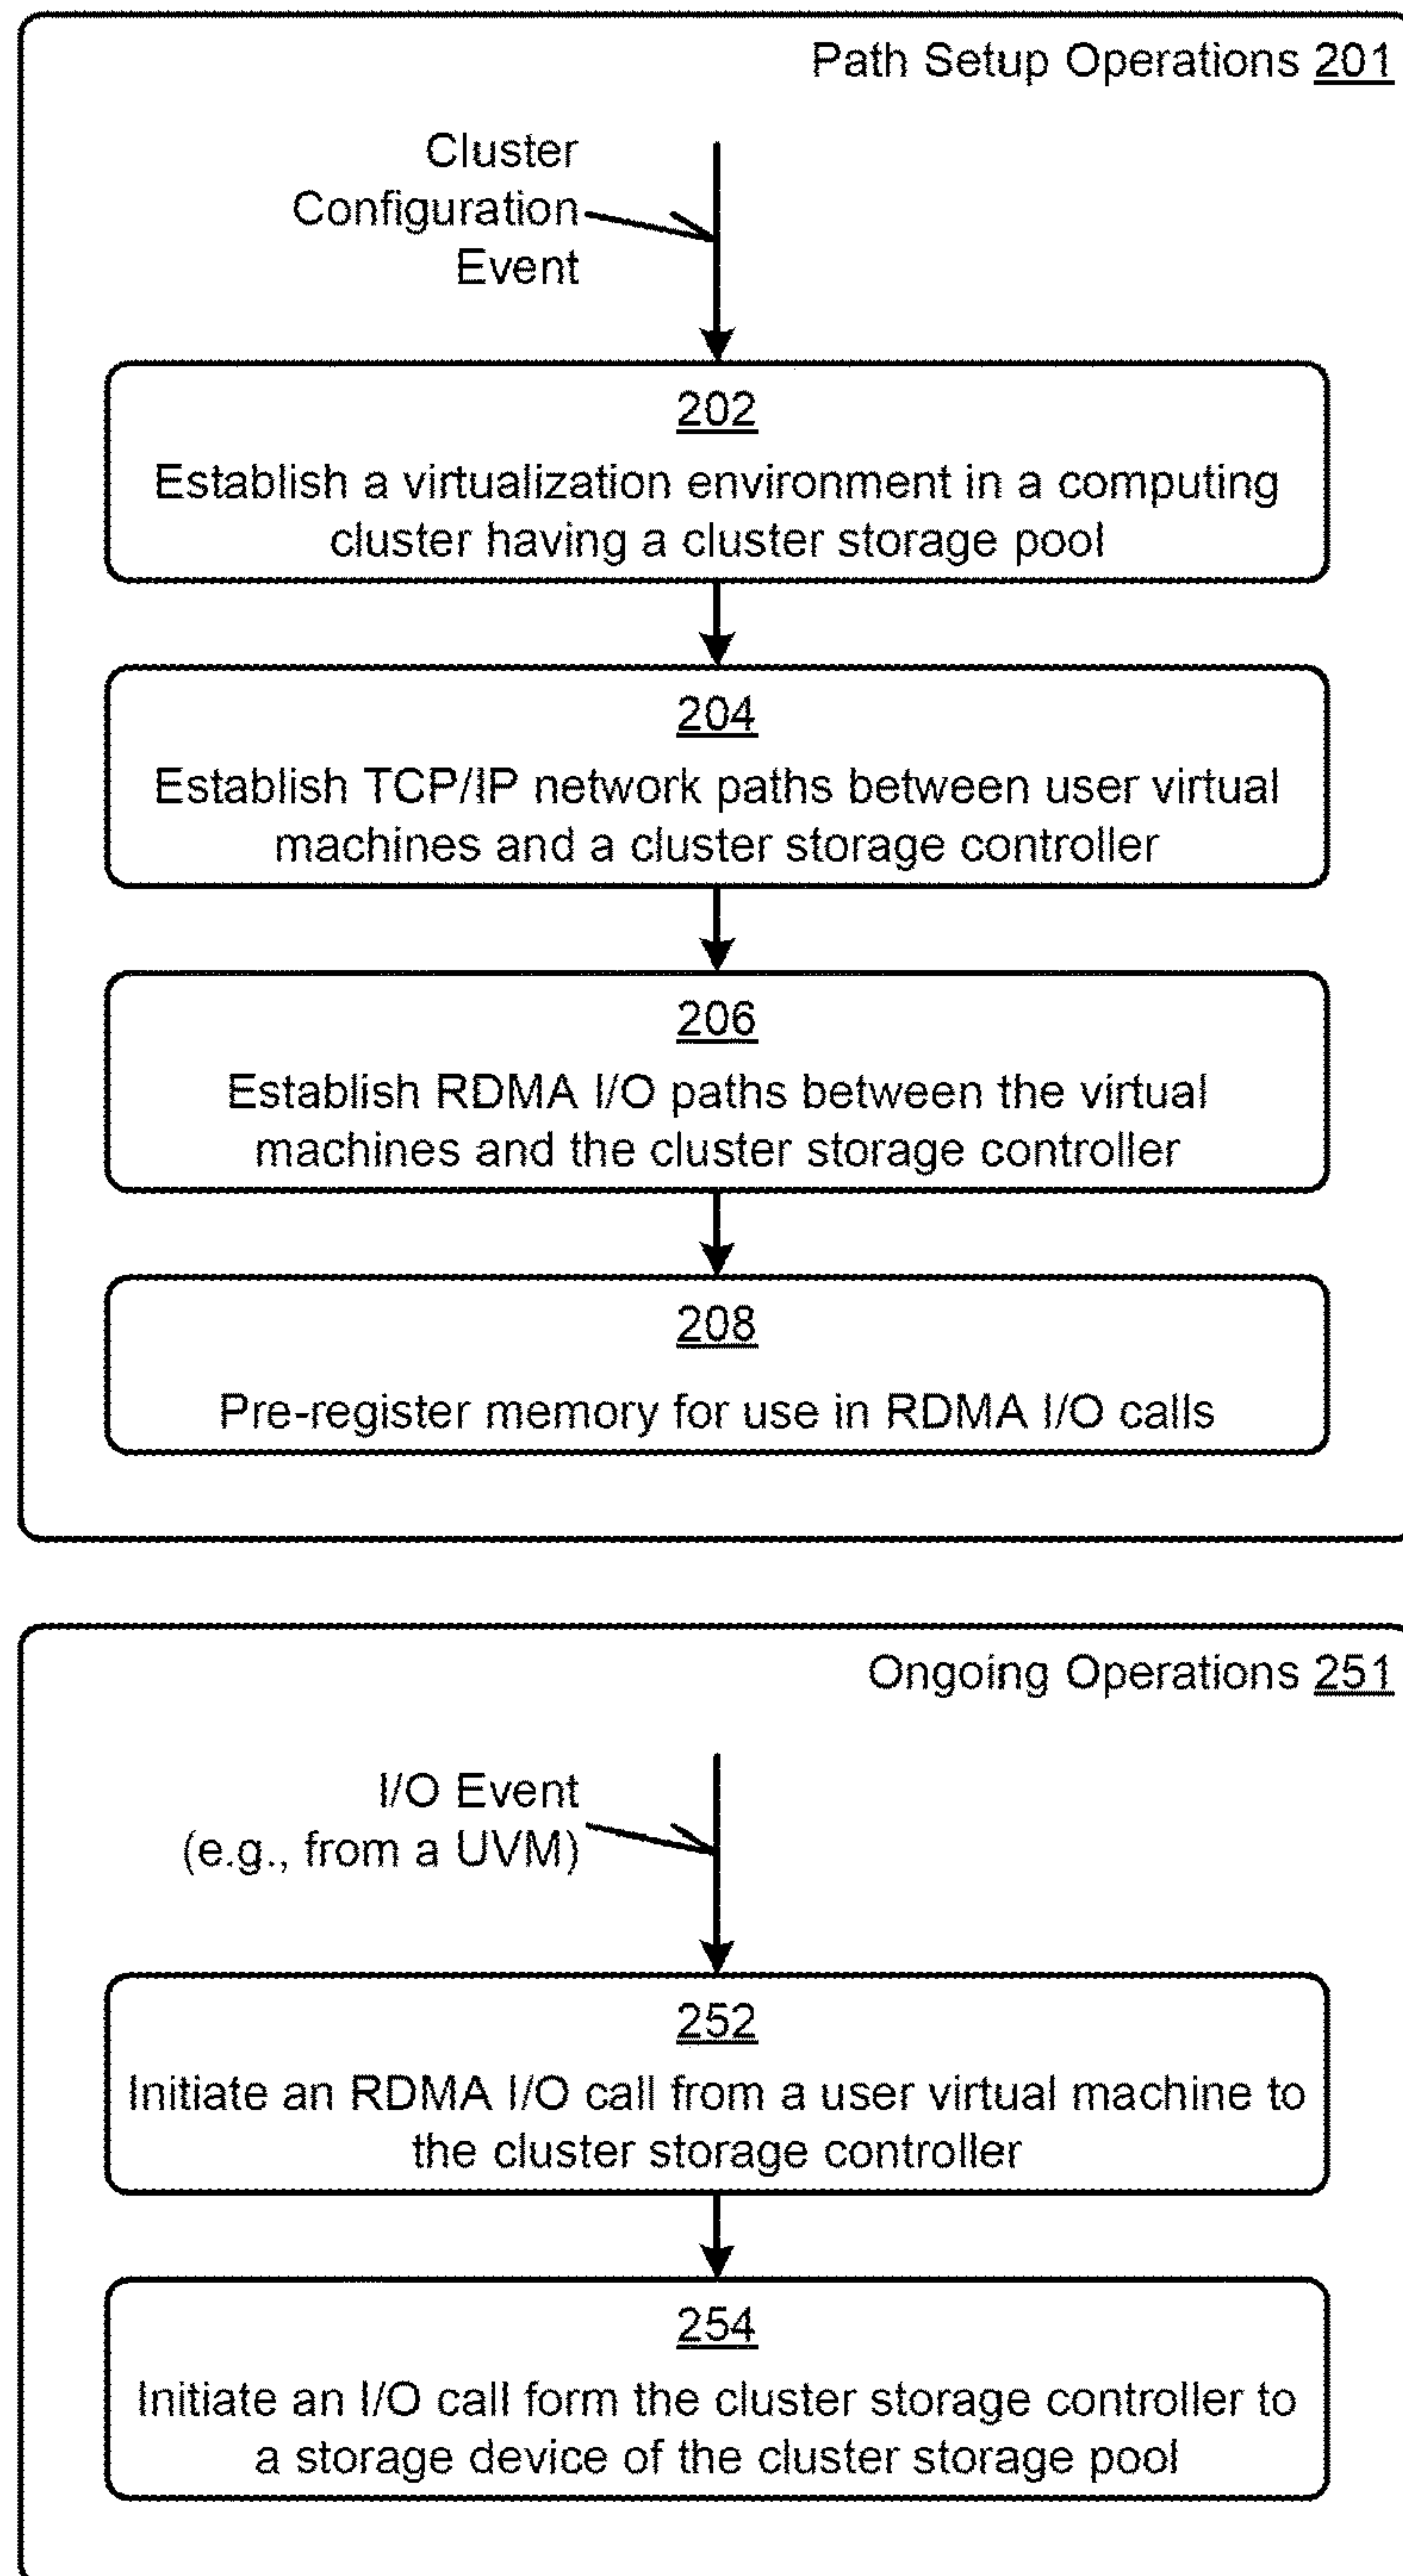 Path Setup Operations 201
Cluster
Configuration
Event
202
Establish a virtualization environment in a computing
cluster having a cluster storage pool
204
Establish TCP/IP network paths between user virtual
machines and a cluster storage controller
206
Establish RDMA I/O paths between the virtual
machines and the cluster storage controller
208
Pre-register memory for use in RDMA I/O calls
Ongoing Operations 251
I/O Event
(e.g., from a UVM)
252
Initiate an RDMA I/O call from a user virtual machine to
the cluster storage controller
254
Initiate an I/O call form the cluster storage controller to
a storage device of the cluster storage pool